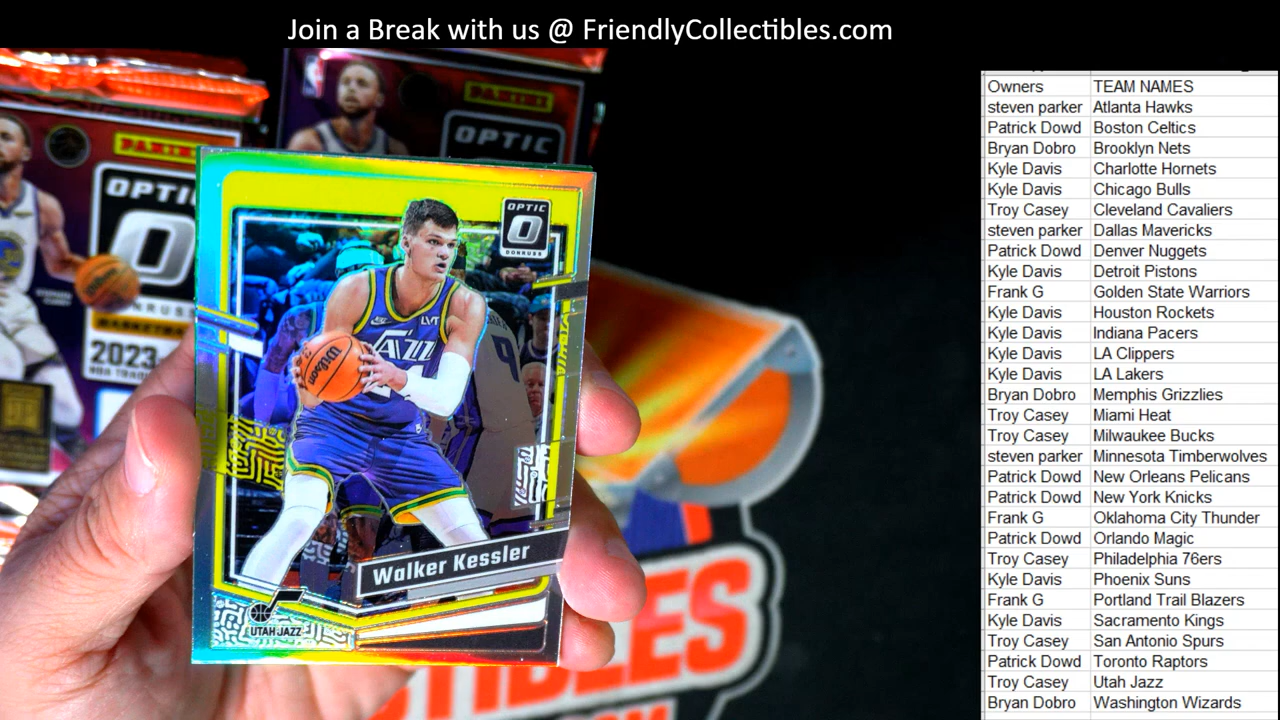 Join a Break with us @ FriendlyCollectibles.com
PANINI
OPTIC
BASKETBALL
2023
PANINI
OPTIC
OPTIC
DONRUSS
LVT
JAZZ
Wilson
9
Walker Kessler
UTAH JAZZ
Owners TEAM NAMES
steven parker Atlanta Hawks
Patrick Dowd Boston Celtics
Bryan Dobro Brooklyn Nets
Kyle Davis Charlotte Hornets
Kyle Davis Chicago Bulls
Troy Casey Cleveland Cavaliers
steven parker Dallas Mavericks
Patrick Dowd Denver Nuggets
Kyle Davis Detroit Pistons
Frank G Golden State Warriors
Kyle Davis Houston Rockets
Kyle Davis Indiana Pacers
Kyle Davis LA Clippers
Kyle Davis LA Lakers
Bryan Dobro Memphis Grizzlies
Troy Casey Miami Heat
Troy Casey Milwaukee Bucks
steven parker Minnesota Timberwolves
Patrick Dowd New Orleans Pelicans
Patrick Dowd New York Knicks
Frank G Oklahoma City Thunder
Patrick Dowd Orlando Magic
Troy Casey Philadelphia 76ers
Kyle Davis Phoenix Suns
Frank G Portland Trail Blazers
Kyle Davis Sacramento Kings
Troy Casey San Antonio Spurs
Patrick Dowd Toronto Raptors
Troy Casey Utah Jazz
Bryan Dobro Washington Wizards